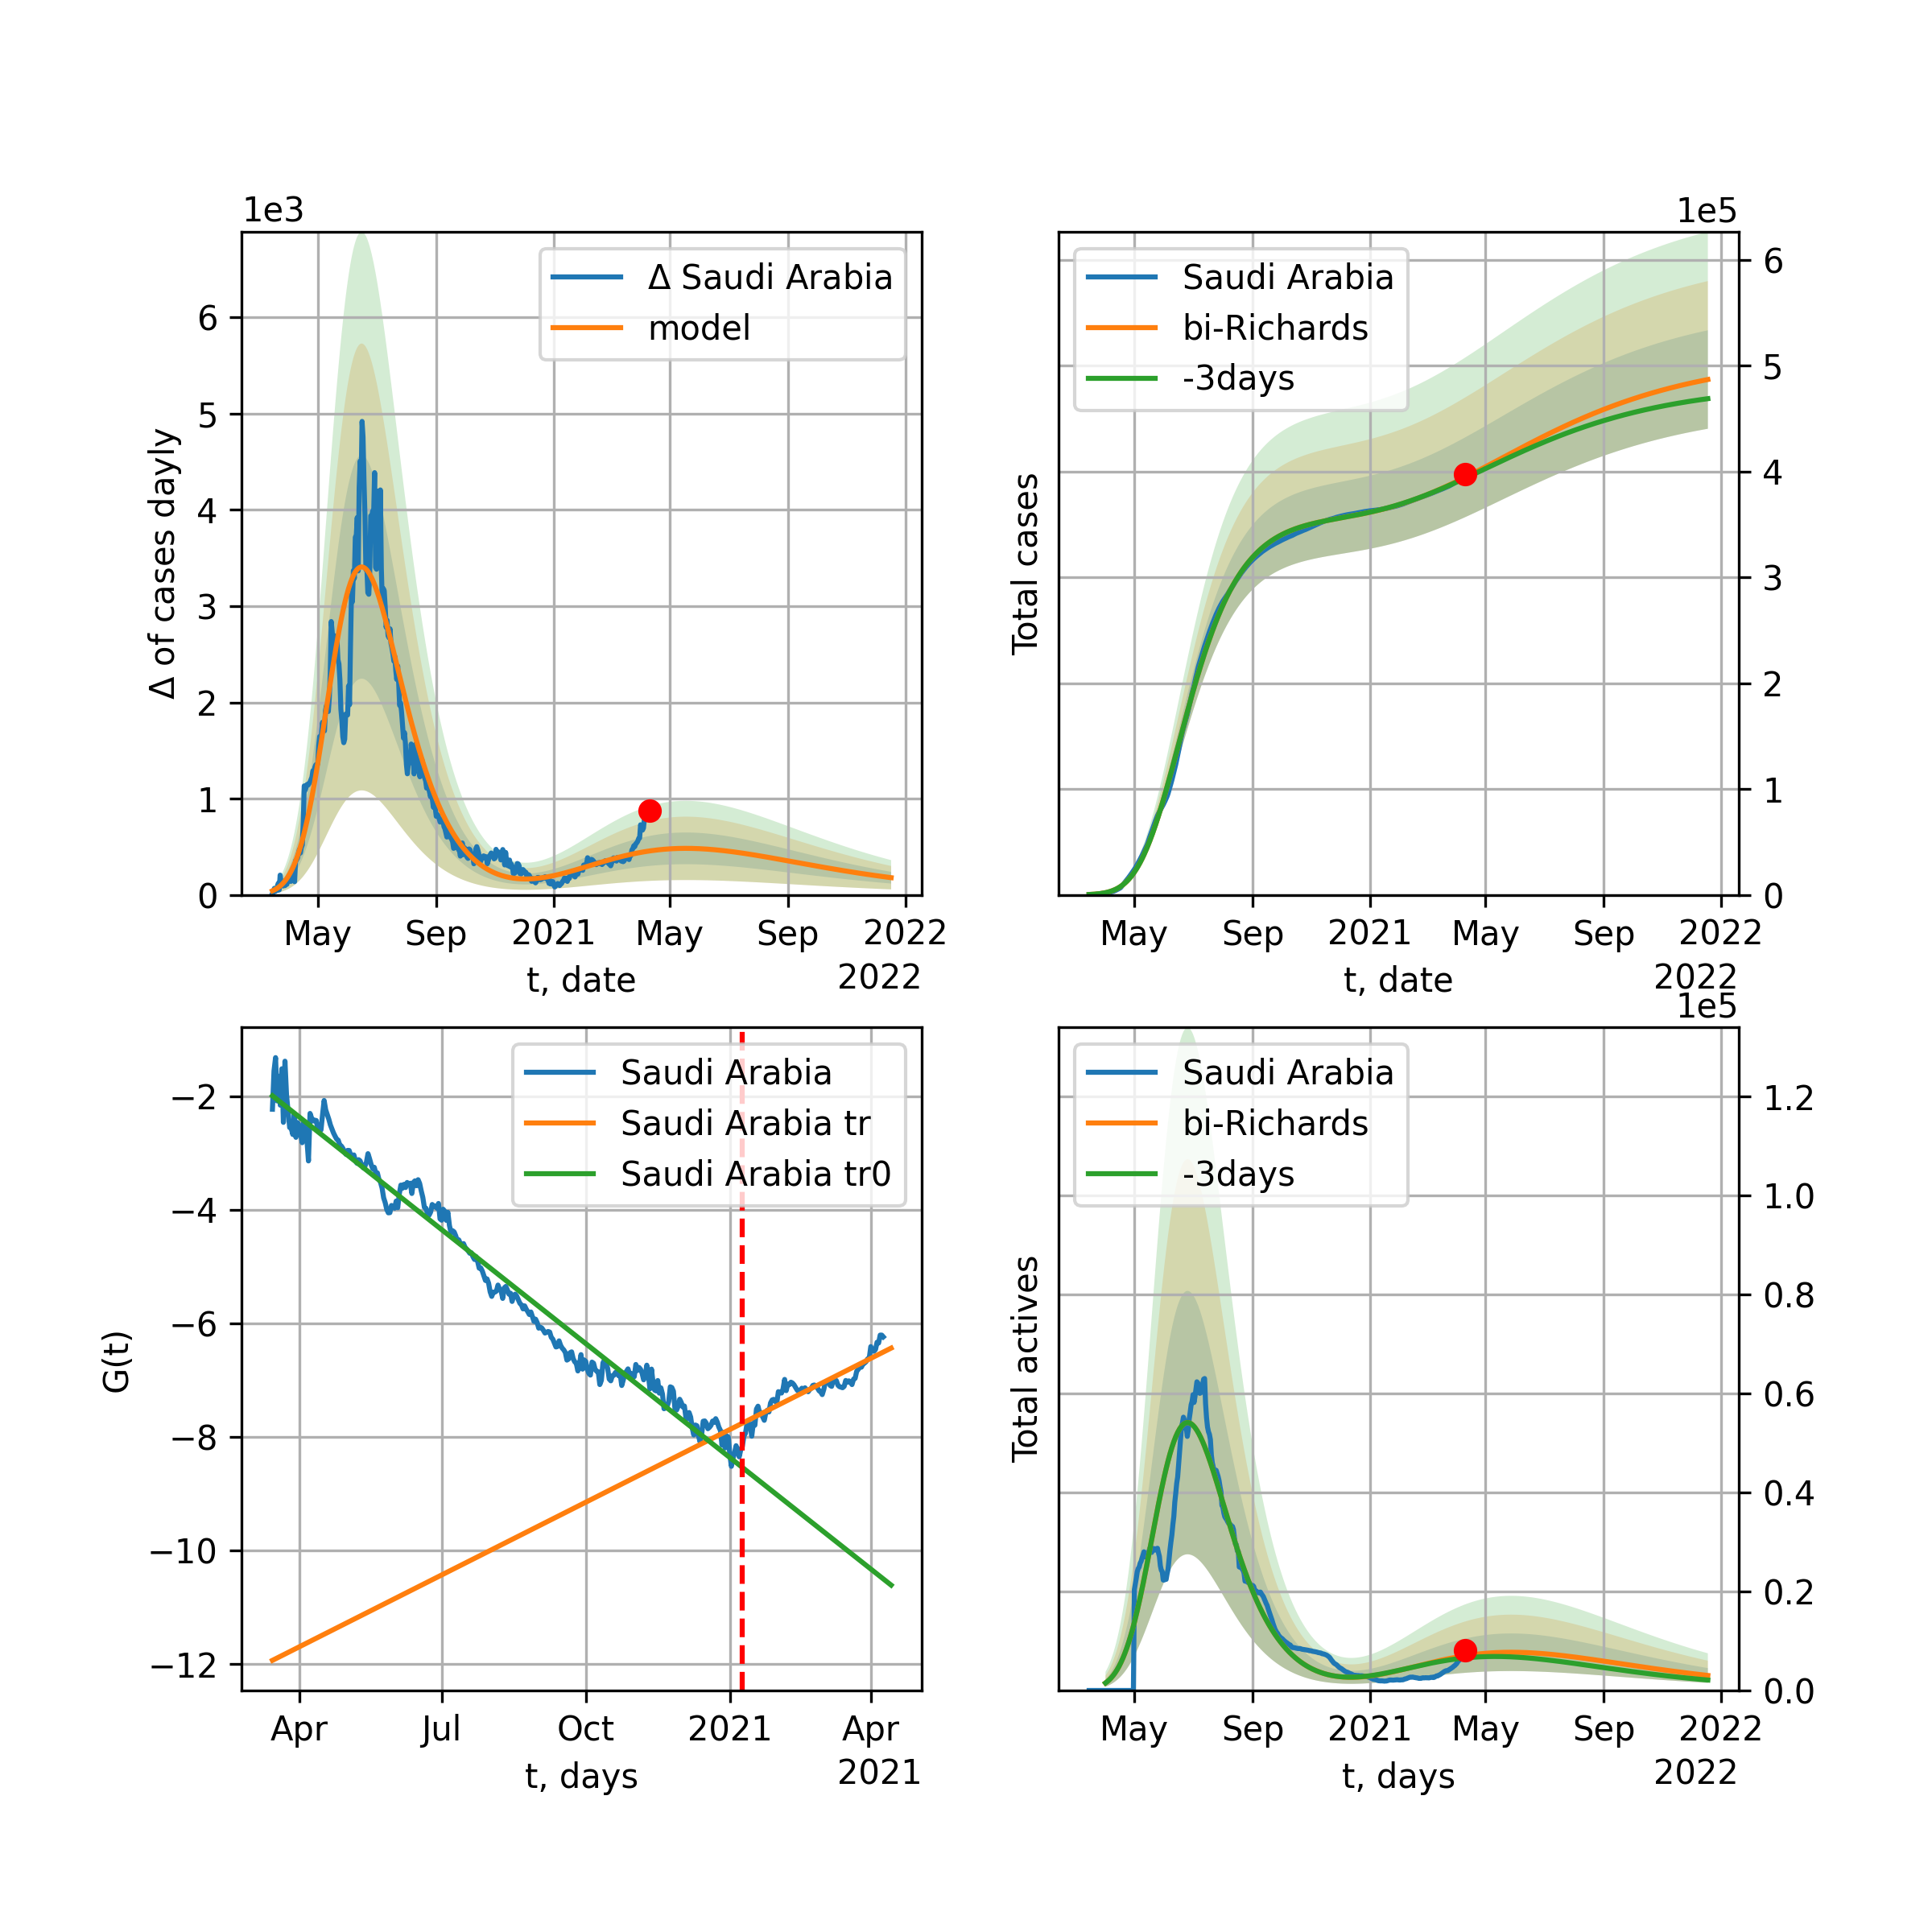 1e3
Δ of cases dayly
6
5
4
3
2
1
0
Δ Saudi Arabia
model
May Sep 2021 May Sep 2022
t, date
2022
1e5
Total cases
Saudi Arabia
bi-Richards
-3days
6
5
4
3
2
1
0
May Sep 2021 May Sep 2022
t, date
2022
G(t)
−2
−4
−6
−8
−10
−12
Saudi Arabia
Saudi Arabia tr
Saudi Arabia tr0
Apr Jul Oct 2021 Apr
t, days
2021
1e5
Total actives
Saudi Arabia
bi-Richards
-3days
1.2
1.0
0.8
0.6
0.4
0.2
0.0
May Sep 2021 May Sep 2022
t, days
2022